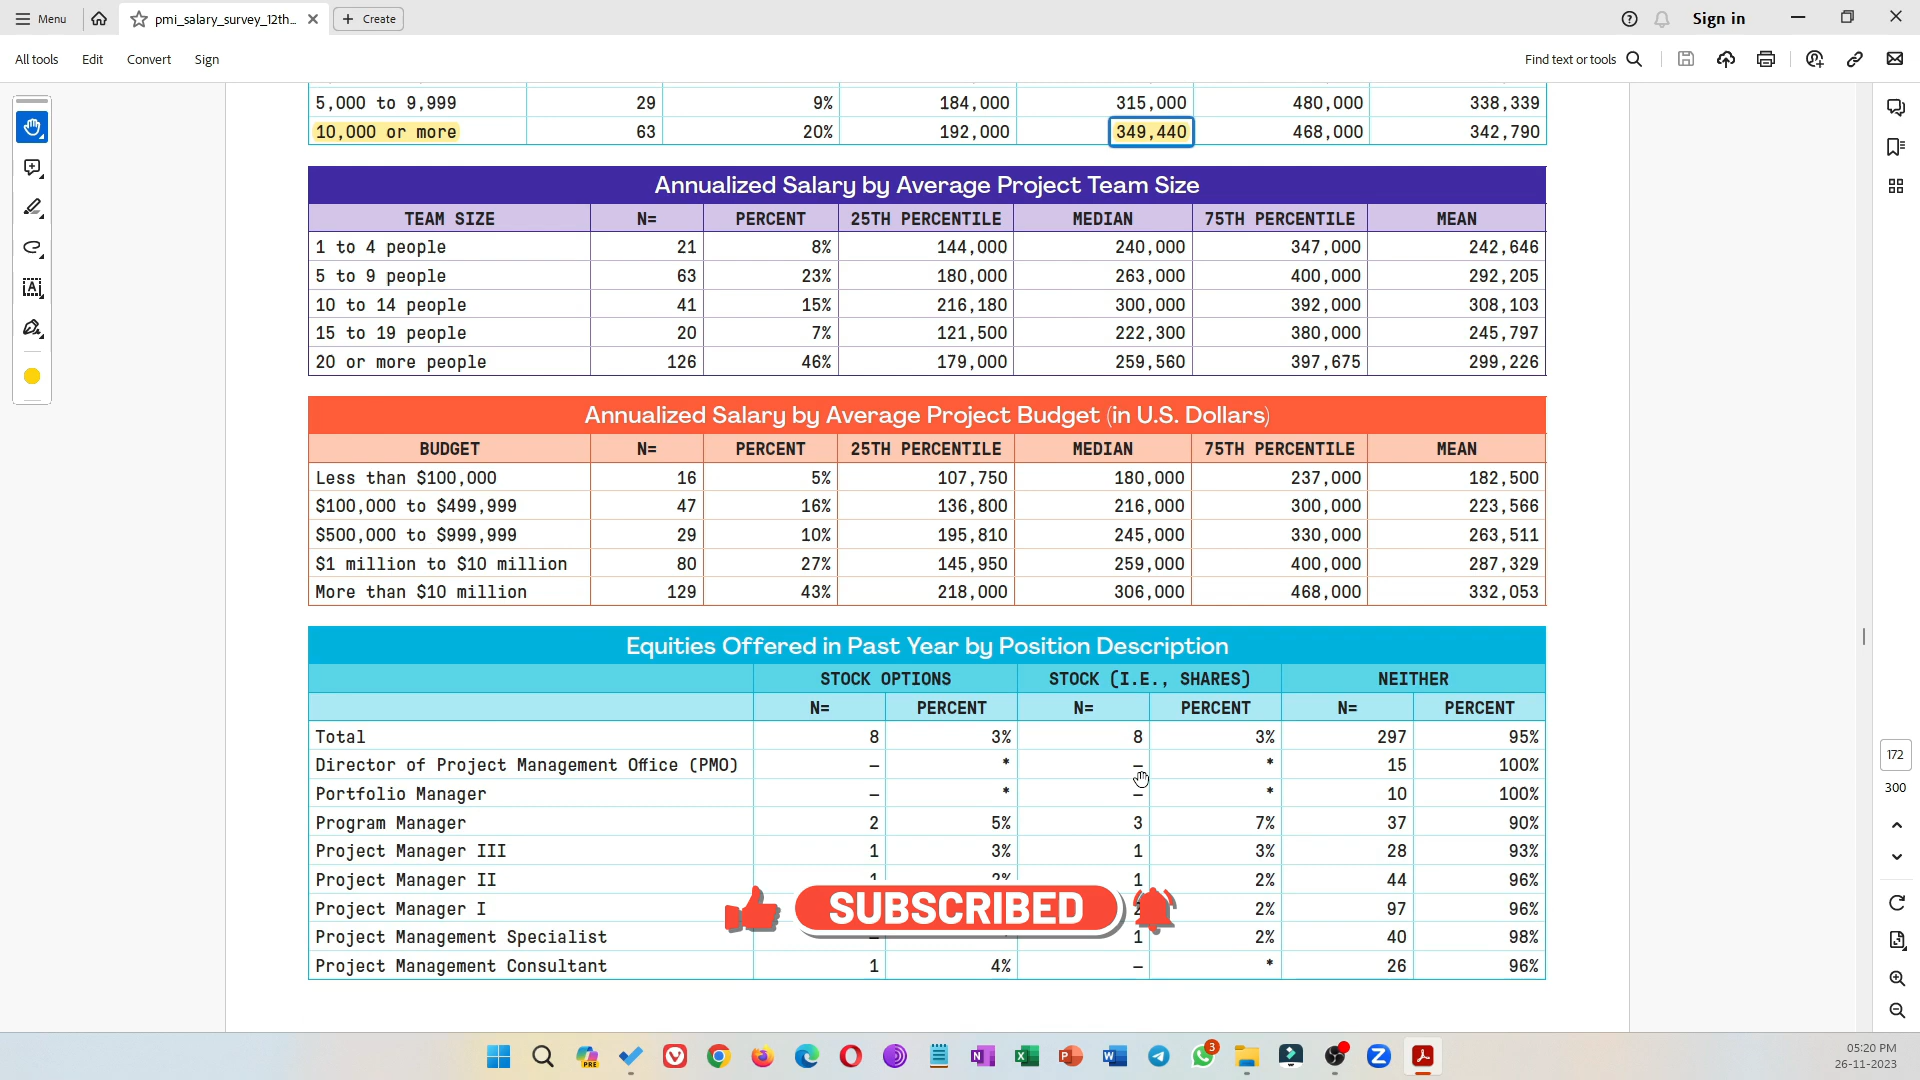 Menu pmi_salary_survey_12th... Create Sign in
All tools Edit Convert Sign Find text or tools
5,000 to 9,999 29 9% 184,000 315,000 480,000 338,339
10,000 or more 63 20% 192,000 349,440 468,000 342,790
Annualized Salary by Average Project Team Size
TEAM SIZE N= PERCENT 25TH PERCENTILE MEDIAN 75TH PERCENTILE MEAN
1 to 4 people 21 8% 144,000 240,000 347,000 242,646
5 to 9 people 63 23% 180,000 263,000 400,000 292,205
10 to 14 people 41 15% 216,180 300,000 392,000 308,103
15 to 19 people 20 7% 121,500 222,300 380,000 245,797
20 or more people 126 46% 179,000 259,560 397,675 299,226
Annualized Salary by Average Project Budget (in U.S. Dollars)
BUDGET N= PERCENT 25TH PERCENTILE MEDIAN 75TH PERCENTILE MEAN
Less than $100,000 16 5% 107,750 180,000 237,000 182,500
$100,000 to $499,999 47 16% 136,800 216,000 300,000 223,566
$500,000 to $999,999 29 10% 195,810 245,000 330,000 263,511
$1 million to $10 million 80 27% 145,950 259,000 400,000 287,329
More than $10 million 129 43% 218,000 306,000 468,000 332,053
Equities Offered in Past Year by Position Description
STOCK OPTIONS STOCK (I.E., SHARES) NEITHER
N= PERCENT N= PERCENT N= PERCENT
Total 8 3% 8 3% 297 95%
Director of Project Management Office (PMO) – * – * 15 100%
Portfolio Manager – * – * 10 100%
Program Manager 2 5% 3 7% 37 90%
Project Manager III 1 3% 1 3% 28 93%
Project Manager II 1 2% 1 2% 44 96%
Project Manager I 2% 97 96%
Project Management Specialist – 1 2% 40 98%
Project Management Consultant 1 4% – * 26 96%
SUBSCRIBED
172
300
PRE
3
05:20 PM
26-11-2023